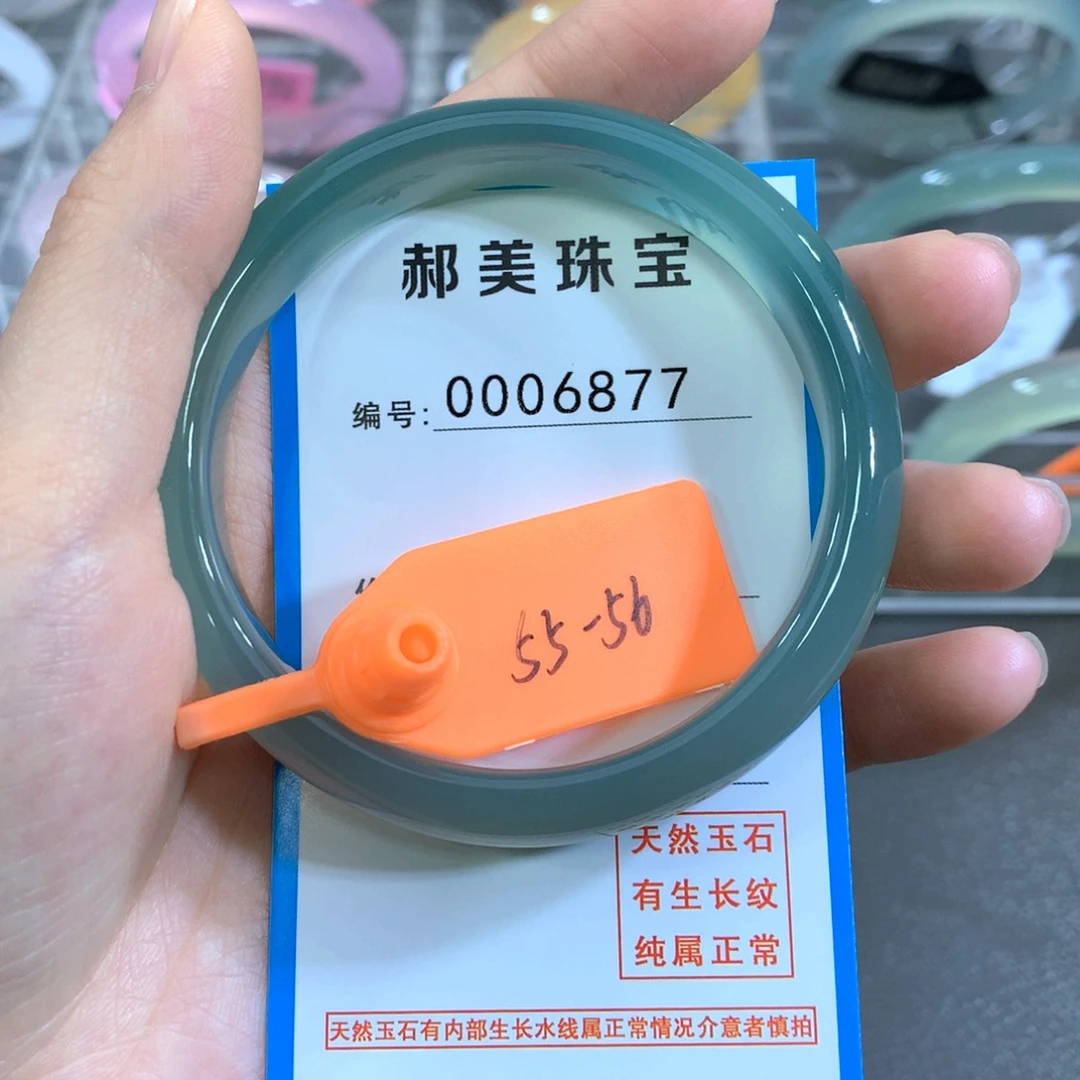 郝美珠宝
编号: 0006877
55-56
天然玉石
有生长纹
纯属正常
天然玉石有内部生长水线属正常情况介意者慎拍